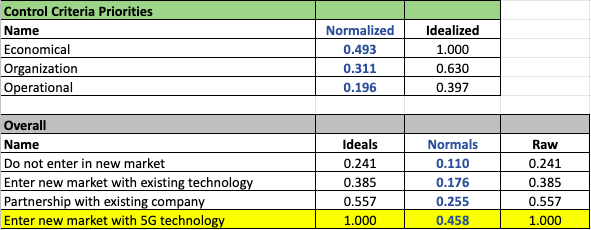 Control Criteria Priorities
Name Normalized Idealized
Economical 0.493 1.000
Organization 0.311 0.630
Operational 0.196 0.397
Overall
Name Ideals Normals Raw
Do not enter in new market 0.241 0.110 0.241
Enter new market with existing technology 0.385 0.176 0.385
Partnership with existing company 0.557 0.255 0.557
Enter new market with 5G technology 1.000 0.458 1.000